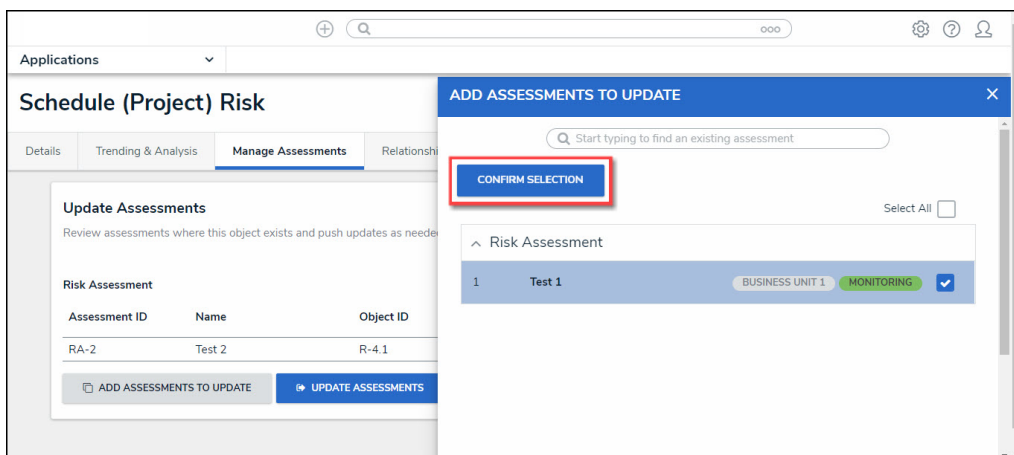 ooo
Applications
Schedule (Project) Risk
Details Trending & Analysis Manage Assessments
Update Assessments
Review assessments where this object exists and push updates as
Risk Assessment
Assessment ID Name Object ID
RA-2 Test 2 R-4.1
ADD ASSESSMENTS TO UPDATE UPDATE ASSESSMENTS
ADD ASSESSMENTS TO UPDATE
Start typing to find an existing assessment
CONFIRM SELECTION
Select All
Risk Assessment
1 Test 1 BUSINESS UNIT 1 MONITORING